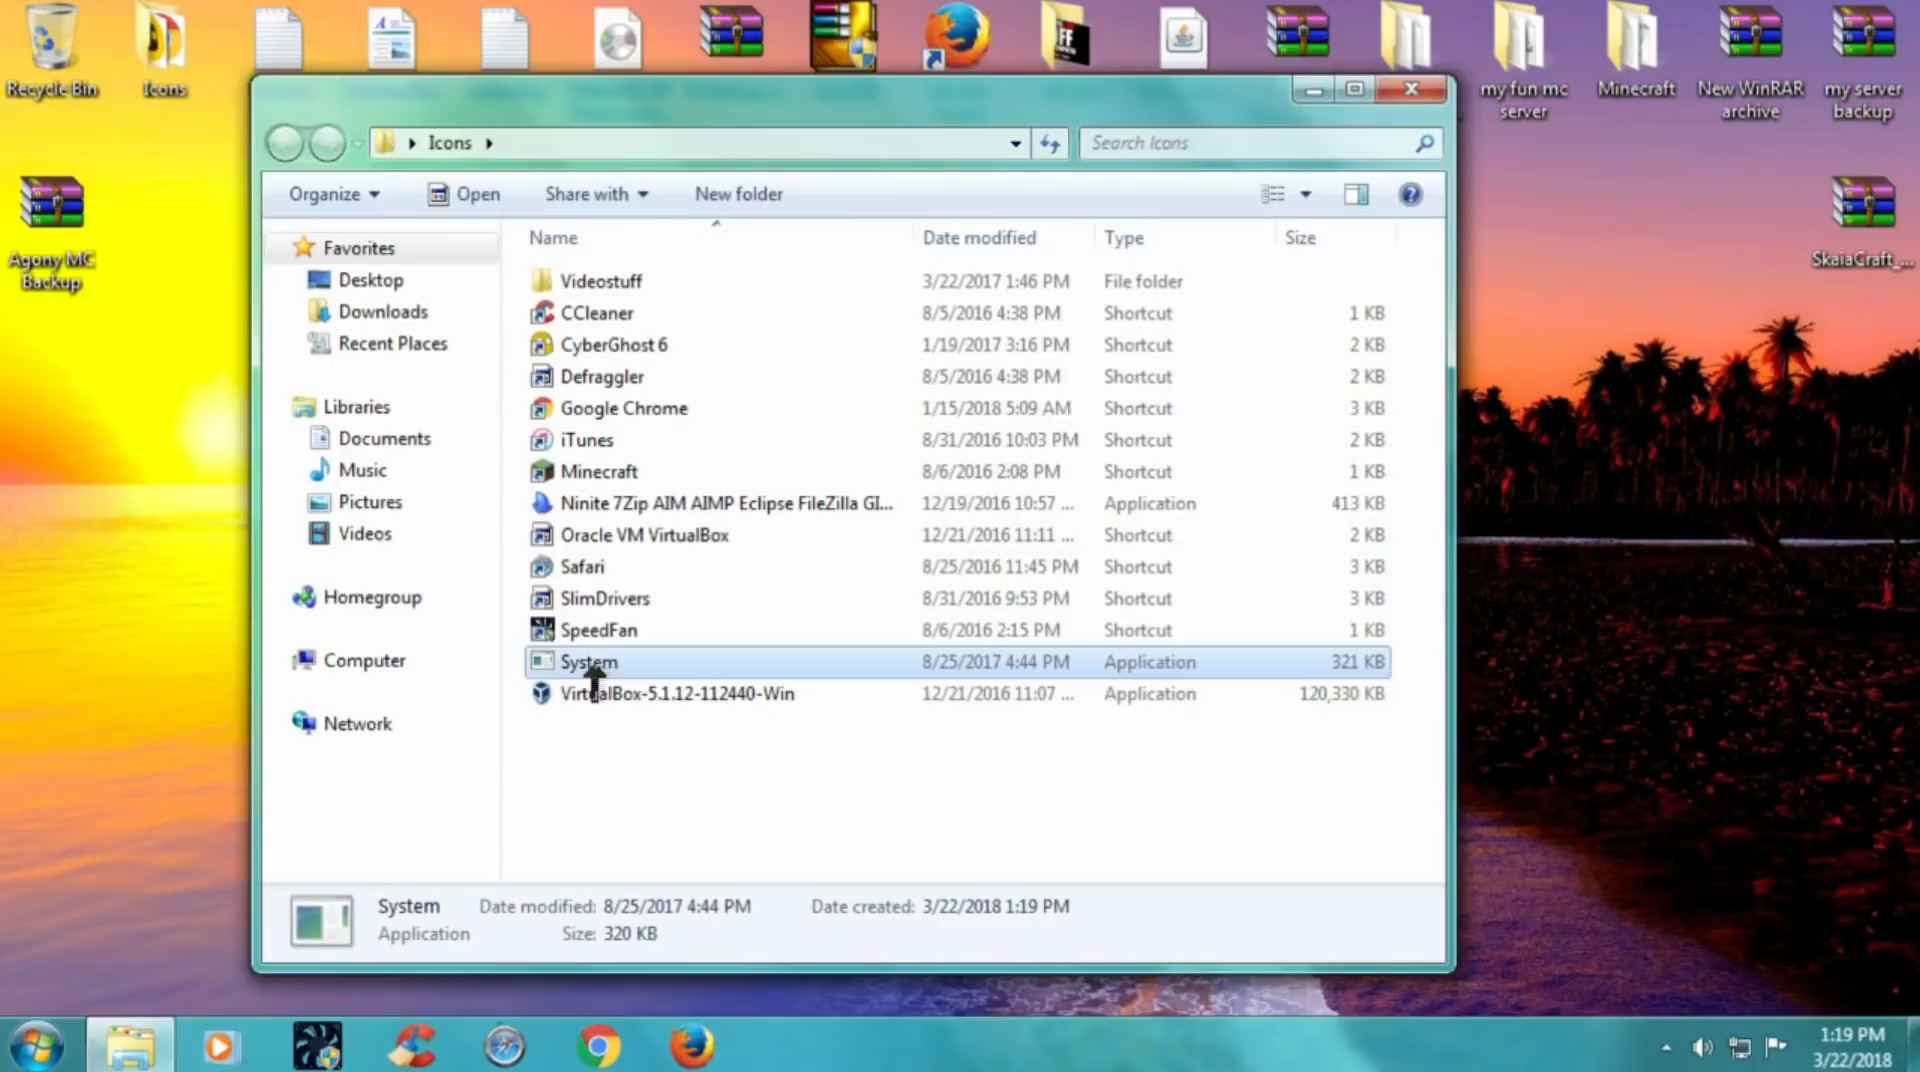 Recycle Bin
Icons
my fun mc
server
Minecraft
New WinRAR
archive
my server
backup
Agony MC
Backup
SkaiaCraft_...
Icons
Search Icons
Organize
Open
Share with
New folder
Name
Date modified
Type
Size
Favorites
Desktop
Downloads
Recent Places
Libraries
Documents
Music
Pictures
Videos
Homegroup
Computer
Network
Videostuff 3/22/2017 1:46 PM File folder
CCleaner 8/5/2016 4:38 PM Shortcut 1 KB
CyberGhost 6 1/19/2017 3:16 PM Shortcut 2 KB
Defraggler 8/5/2016 4:38 PM Shortcut 2 KB
Google Chrome 1/15/2018 5:09 AM Shortcut 3 KB
iTunes 8/31/2016 10:03 PM Shortcut 2 KB
Minecraft 8/6/2016 2:08 PM Shortcut 1 KB
Ninite 7Zip AIM AIMP Eclipse FileZilla GI... 12/19/2016 10:57 ... Application 413 KB
Oracle VM VirtualBox 12/21/2016 11:11 ... Shortcut 2 KB
Safari 8/25/2016 11:45 PM Shortcut 3 KB
SlimDrivers 8/31/2016 9:53 PM Shortcut 3 KB
SpeedFan 8/6/2016 2:15 PM Shortcut 1 KB
System 8/25/2017 4:44 PM Application 321 KB
VirtualBox-5.1.12-112440-Win 12/21/2016 11:07 ... Application 120,330 KB
System Date modified: 8/25/2017 4:44 PM Date created: 3/22/2018 1:19 PM
Application Size: 320 KB
1:19 PM
3/22/2018